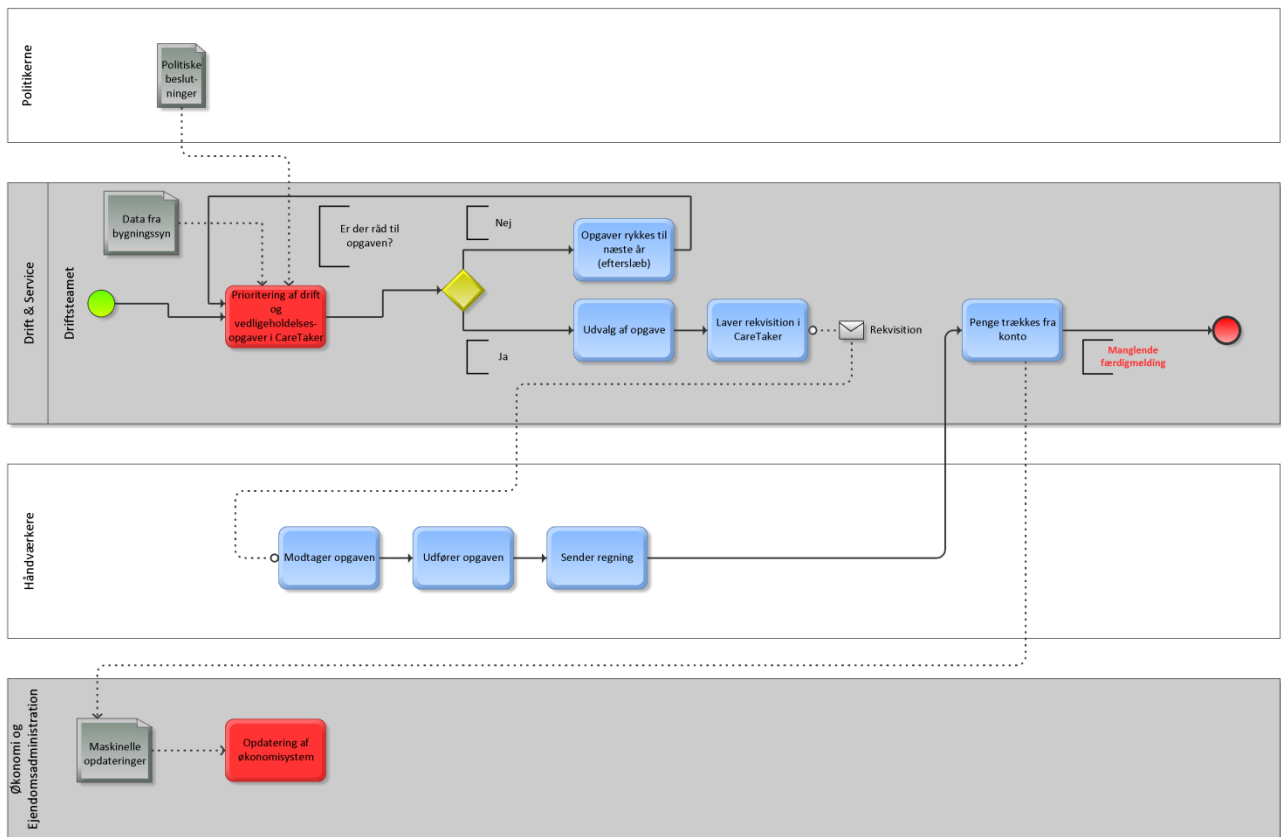 Politikerne
Politiske
beslut-
ninger
Drift & Service
Driftsteamet
Data fra
bygningssyn
Er der råd til
opgaven?
Nej
Opgaver rykkes til
næste år
(efterslæb)
Prioritering af drift
og
vedligeholdelses-
opgaver i CareTaker
Ja
Udvalg af opgave
Laver rekvisition i
CareTaker
Rekvisition
Penge trækkes fra
konto
Manglende
færdigmelding
Håndværkere
Modtager opgaven
Udfører opgaven
Sender regning
Økonomi og
Ejendomsadministration
Maskinelle
opdateringer
Opdatering af
økonomisystem